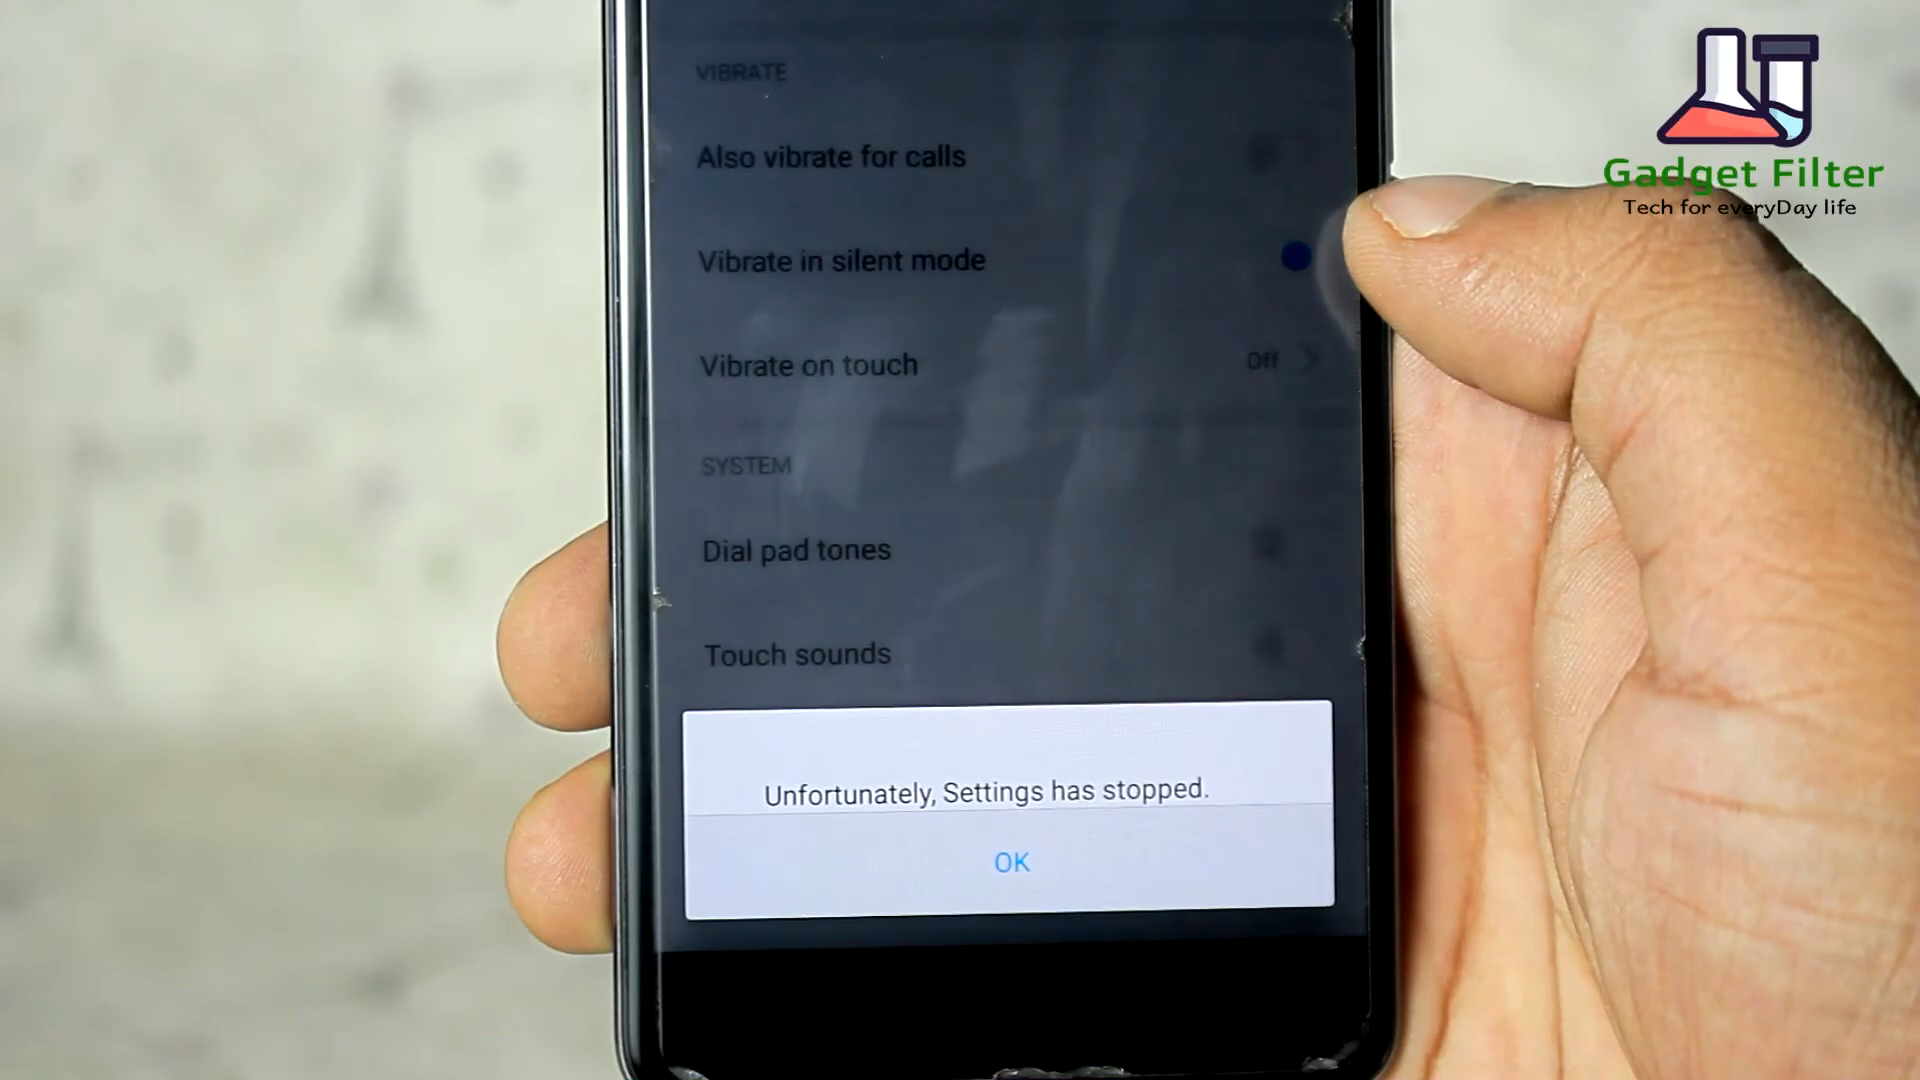 VIBRATE
Also vibrate for calls
Vibrate in silent mode
Vibrate on touch Off
SYSTEM
Dial pad tones
Touch sounds
Unfortunately, Settings has stopped.
OK
Gadget Filter
Tech for everyDay life